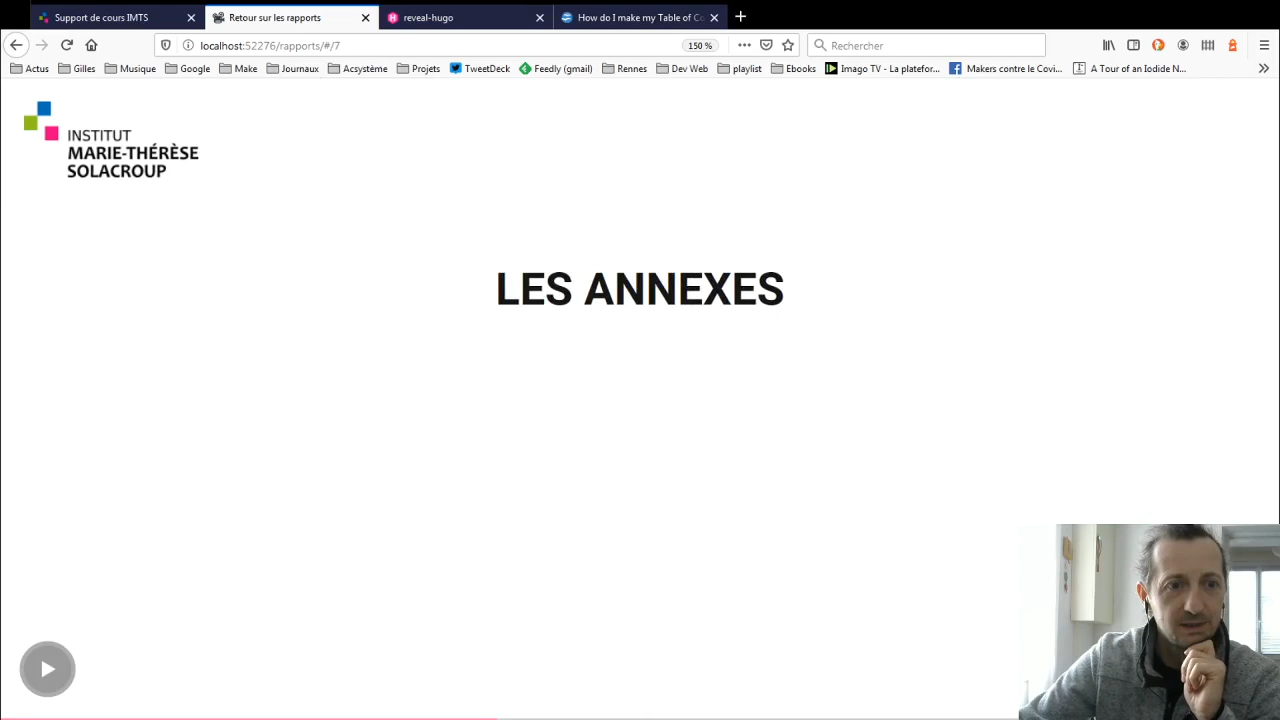 Support de cours IMTS
Retour sur les rapports
reveal-hugo
How do I make my Table of C
localhost:52276/rapports/#/7
150 %
Rechercher
Actus
Gilles
Musique
Google
Make
Journaux
Acsystème
Projets
TweetDeck
Feedly (gmail)
Rennes
Dev Web
playlist
Ebooks
Imago TV - La platefor...
Makers contre le Covi...
A Tour of an Iodide N...
INSTITUT
MARIE-THÉRÈSE
SOLACROUP
LES ANNEXES